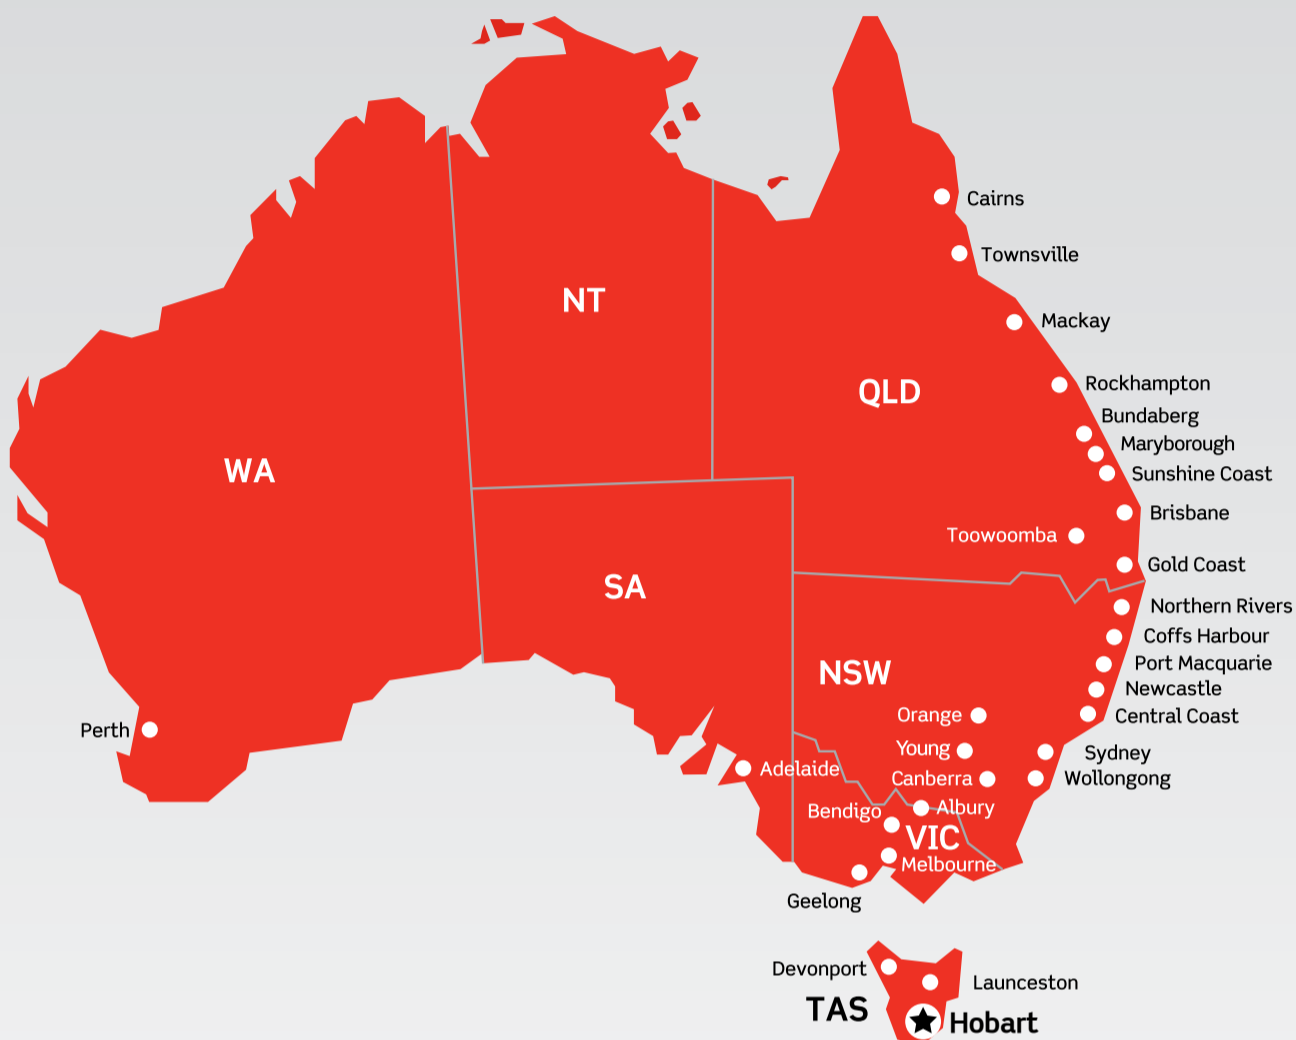 Cairns
Townsville
NT
Mackay
QLD
Rockhampton
Bundaberg
Maryborough
WA
Sunshine Coast
Brisbane
Toowoomba
Gold Coast
SA
Northern Rivers
Coffs Harbour
Port Macquarie
NSW
Newcastle
Orange
Central Coast
Perth
Young
Sydney
Adelaide
Canberra
Wollongong
Bendigo
Albury
VIC
Melbourne
Geelong
Devonport
Launceston
TAS
Hobart